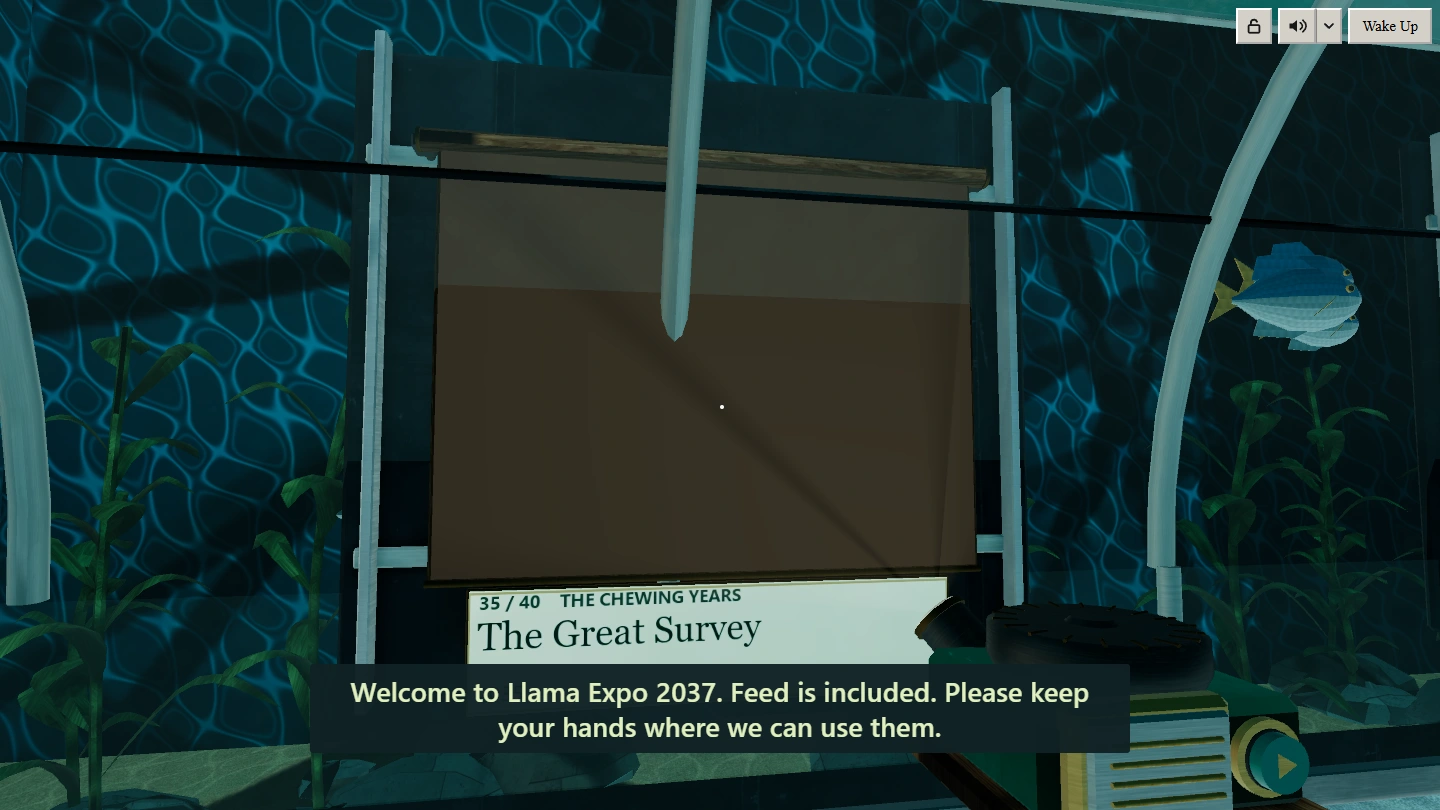 Wake Up
35 / 40 THE CHEWING YEARS
The Great Survey
Welcome to Llama Expo 2037. Feed is included. Please keep
your hands where we can use them.